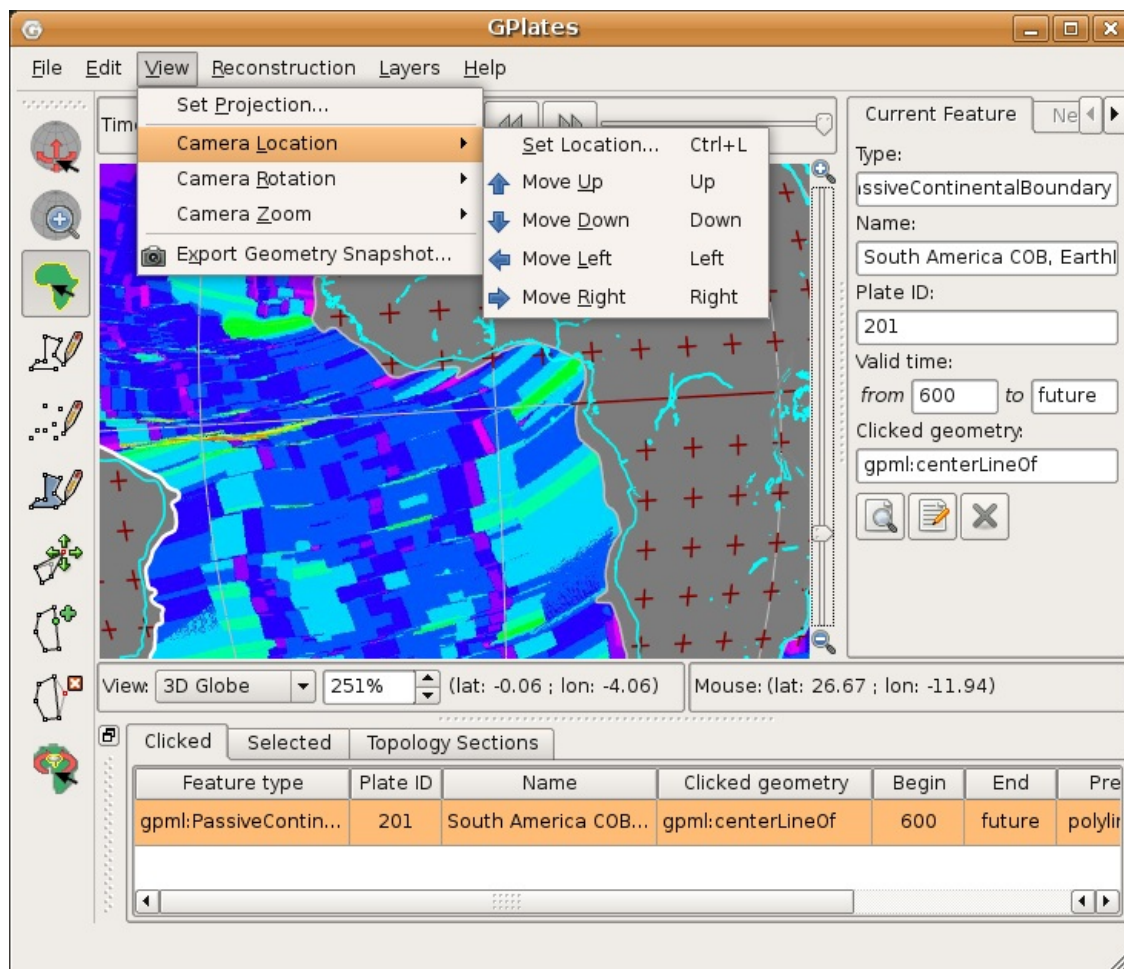 GPlates
File Edit View Reconstruction Layers Help
Set Projection...
Camera Location
Camera Rotation
Camera Zoom
Export Geometry Snapshot...
Set Location... Ctrl+L
Move Up Up
Move Down Down
Move Left Left
Move Right Right
Current Feature
Type:
assiveContinentalBoundary
Name:
South America COB, EarthI
Plate ID:
201
Valid time:
from 600 to future
Clicked geometry:
gpml:centerLineOf
View: 3D Globe 251% (lat: -0.06 ; lon: -4.06) Mouse: (lat: 26.67 ; lon: -11.94)
Clicked Selected Topology Sections
Feature type Plate ID Name Clicked geometry Begin End Pre
gpml:PassiveContin... 201 South America COB... gpml:centerLineOf 600 future